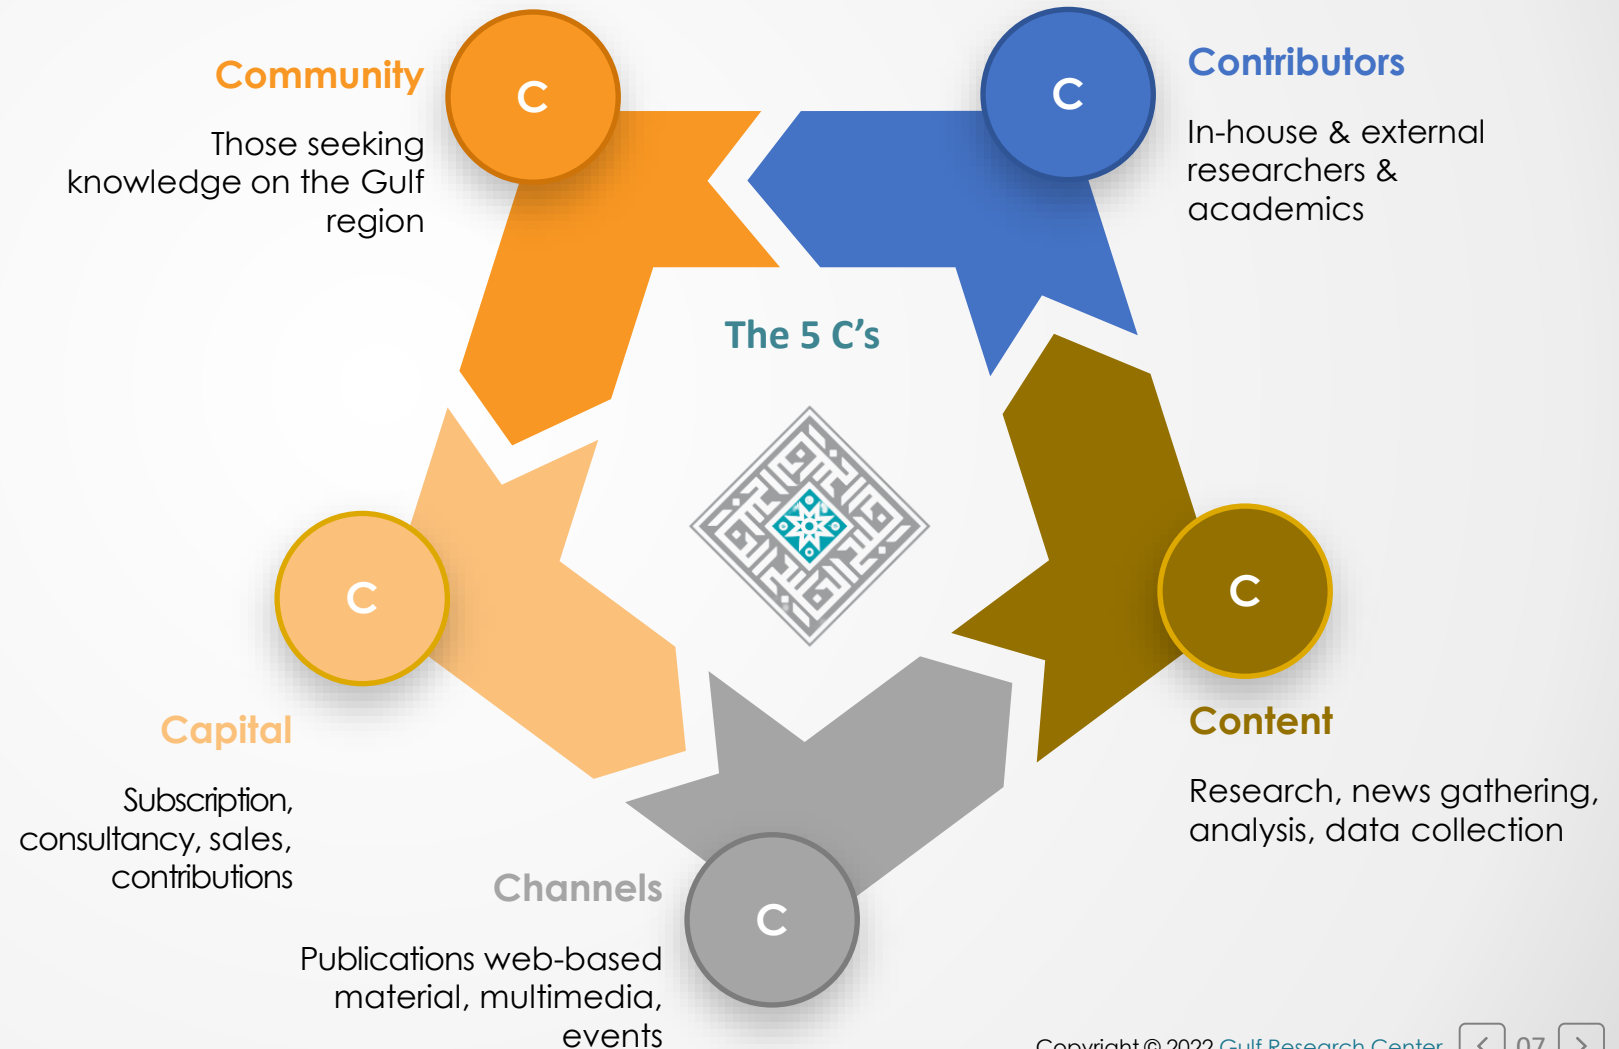 Community
C
Those seeking
knowledge on the Gulf
region
C
Contributors
In-house & external
researchers &
academics
The 5 C’s
C
Capital
Subscription,
consultancy, sales,
contributions
C
Content
Research, news gathering,
analysis, data collection
Channels
C
Publications web-based
material, multimedia,
events
Copyright © 2022 Gulf Research Center
07